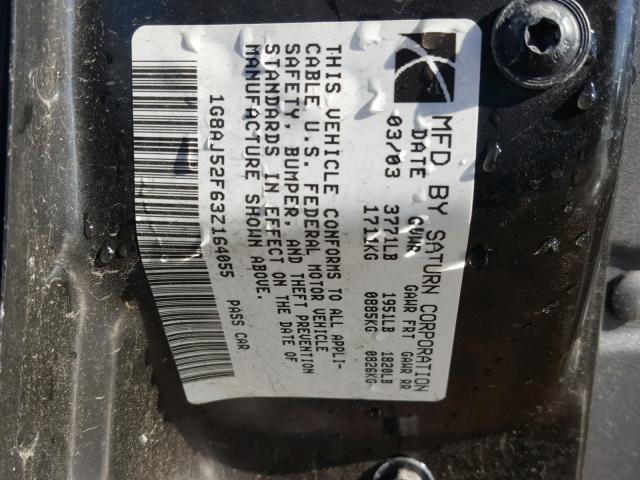 MFD BY SATURN CORPORATION
DATE GVWR GAWR FRT GAWR RR
03/03 3771LB 1951LB 1820LB
1711KG 0885KG 0826KG
THIS VEHICLE CONFORMS TO ALL APPLI-
CABLE U.S. FEDERAL MOTOR VEHICLE
SAFETY, BUMPER, AND THEFT PREVENTION
STANDARDS IN EFFECT ON THE DATE OF
MANUFACTURE SHOWN ABOVE.
1G8AJ52F63Z164055 PASS CAR